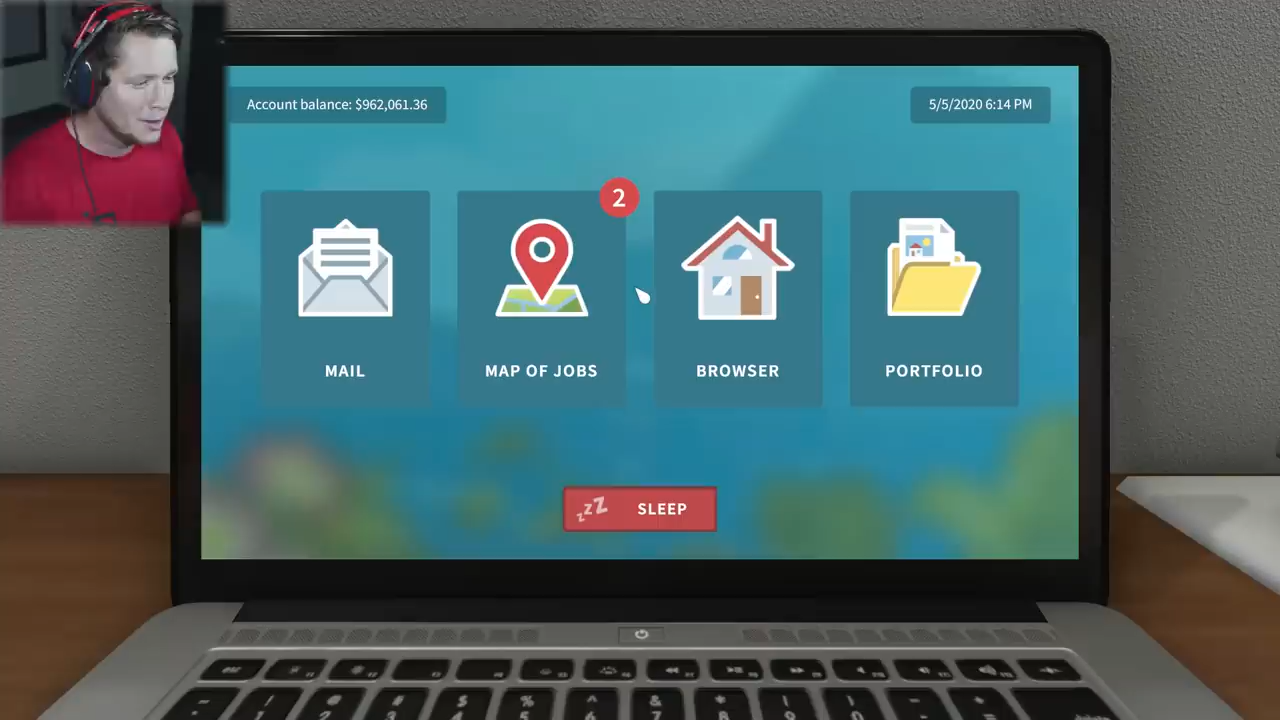 Account balance: $962,061.36
5/5/2020 6:14 PM
2
MAIL
MAP OF JOBS
BROWSER
PORTFOLIO
zzZ SLEEP